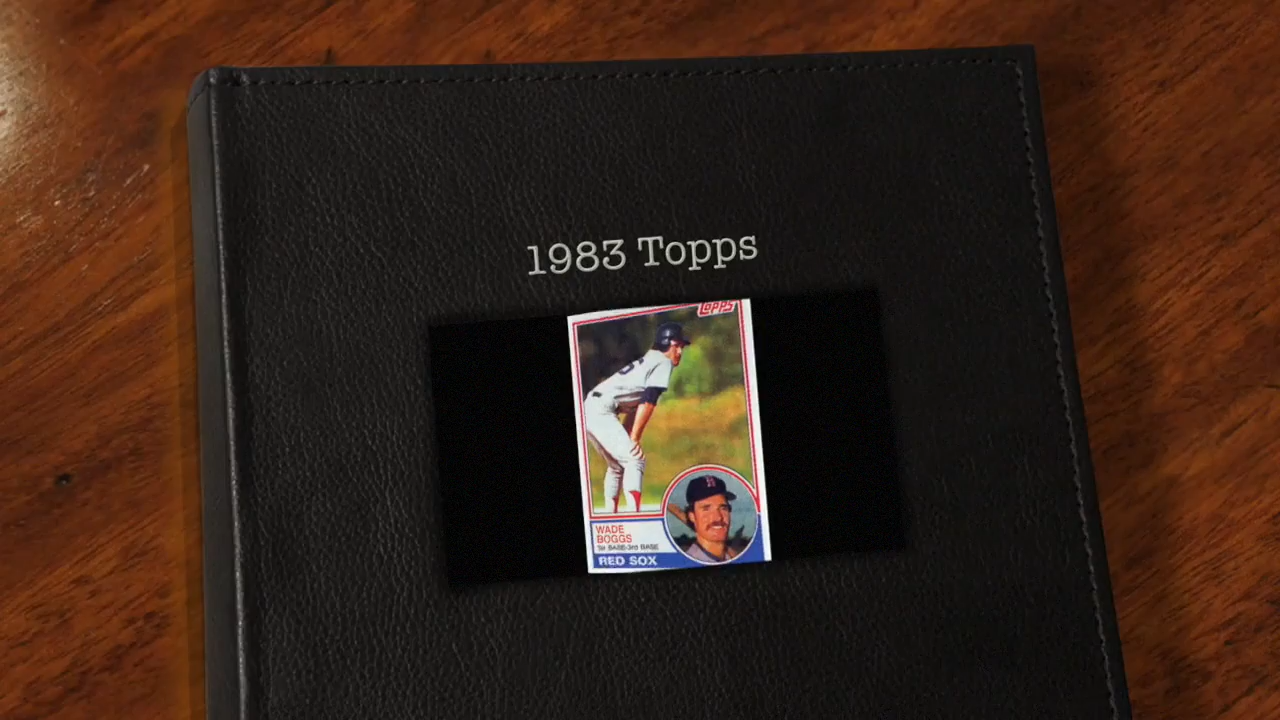 1983 Topps
TOPPS
WADE
BOGGS
1st BASE-3rd BASE
RED SOX